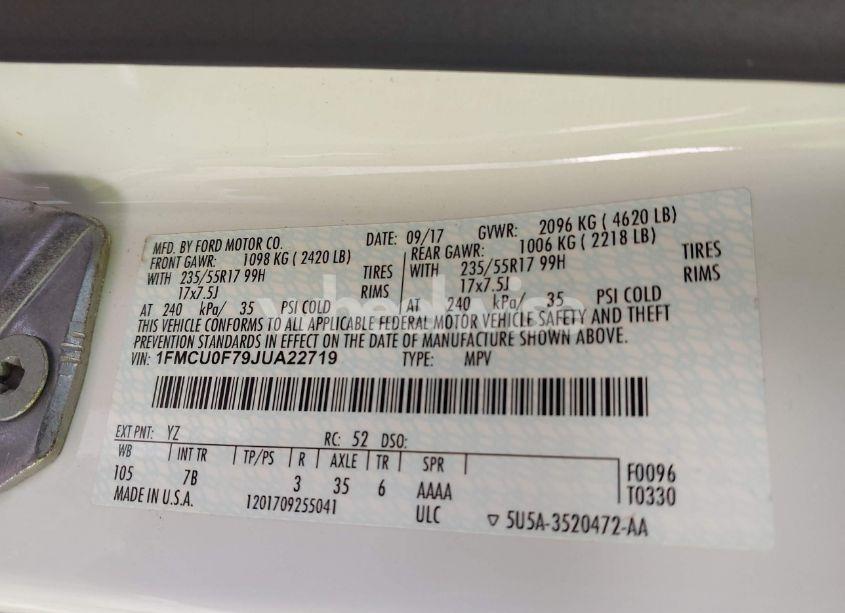 MFD. BY FORD MOTOR CO. DATE: 09/17 GVWR: 2096 KG ( 4620 LB)
FRONT GAWR: 1098 KG ( 2420 LB) REAR GAWR: 1006 KG ( 2218 LB)
WITH 235/55R17 99H TIRES WITH 235/55R17 99H TIRES
17x7.5J RIMS 17x7.5J RIMS
AT 240 kPa/ 35 PSI COLD AT 240 kPa/ 35 PSI COLD
THIS VEHICLE CONFORMS TO ALL APPLICABLE FEDERAL MOTOR VEHICLE SAFETY AND THEFT
PREVENTION STANDARDS IN EFFECT ON THE DATE OF MANUFACTURE SHOWN ABOVE.
VIN: 1FMCU0F79JUA22719 TYPE: MPV
EXT PNT: YZ RC: 52 DSO:
WB INT TR TP/PS R AXLE TR SPR F0096
105 7B 3 35 6 AAAA T0330
MADE IN U.S.A. 1201709255041 ULC ▽ 5U5A-3520472-AA